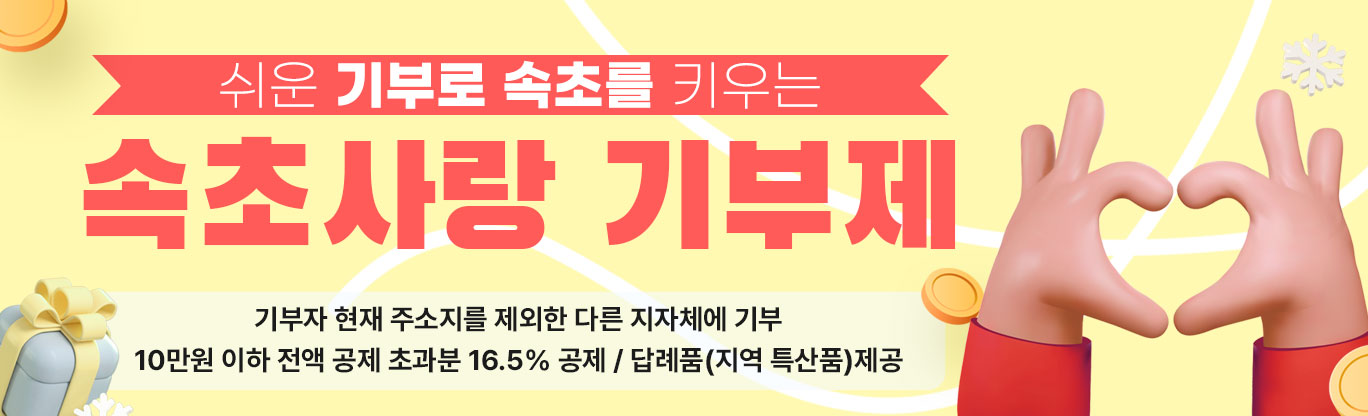 쉬운 기부로 속초를 키우는
속초사랑 기부제
기부자 현재 주소지를 제외한 다른 지자체에 기부
10만원 이하 전액 공제 초과분 16.5% 공제 / 답례품(지역 특산품)제공